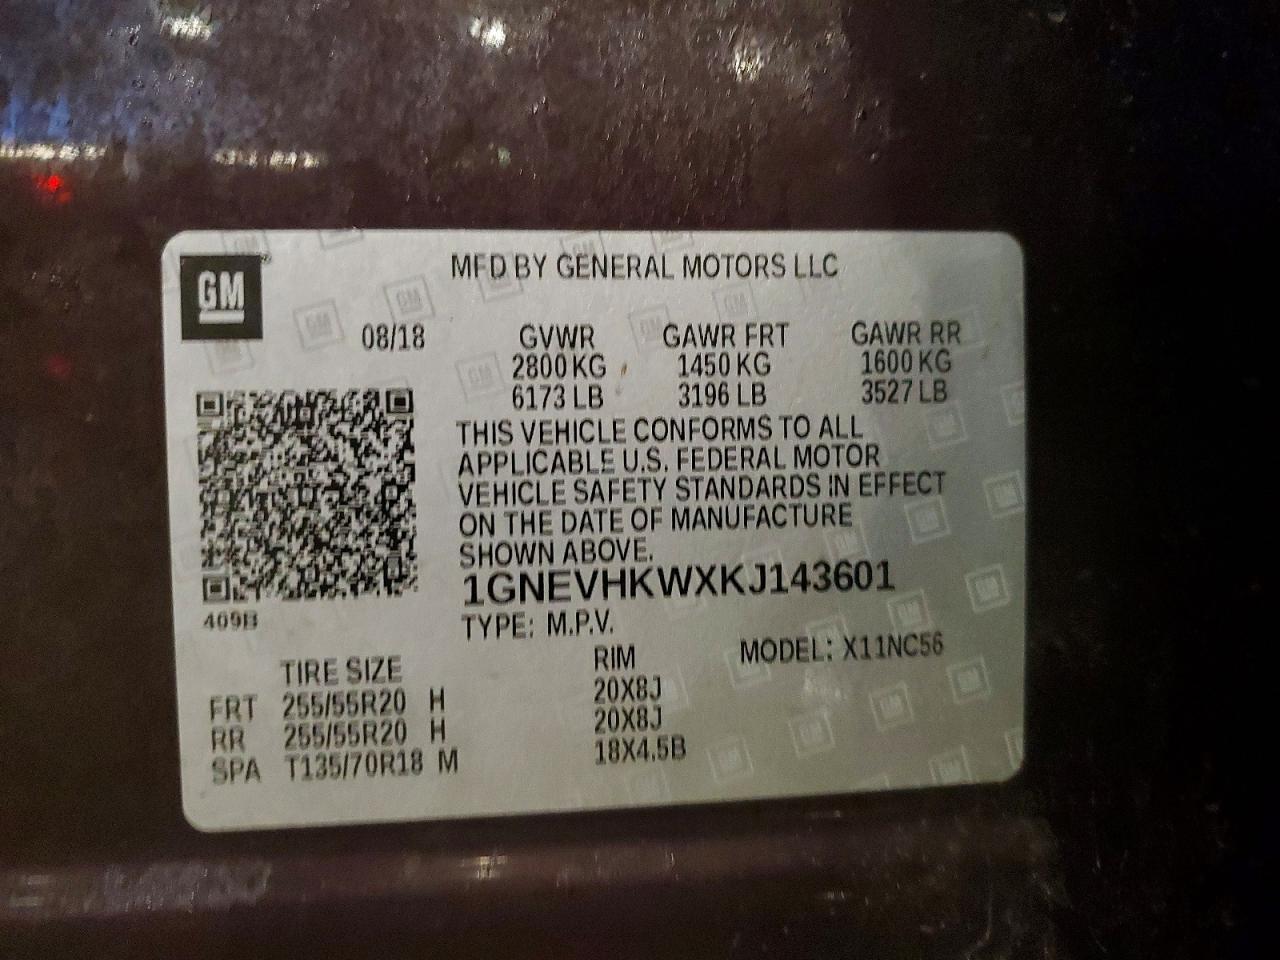 GM
MFD BY GENERAL MOTORS LLC
08/18 GVWR GAWR FRT GAWR RR
2800 KG 1450 KG 1600 KG
6173 LB 3196 LB 3527 LB
THIS VEHICLE CONFORMS TO ALL
APPLICABLE U.S. FEDERAL MOTOR
VEHICLE SAFETY STANDARDS IN EFFECT
ON THE DATE OF MANUFACTURE
SHOWN ABOVE.
1GNEVHKWXKJ143601
409B
TYPE: M.P.V.
MODEL: X11NC56
TIRE SIZE RIM
FRT 255/55R20 H 20X8J
RR 255/55R20 H 20X8J
SPA T135/70R18 M 18X4.5B